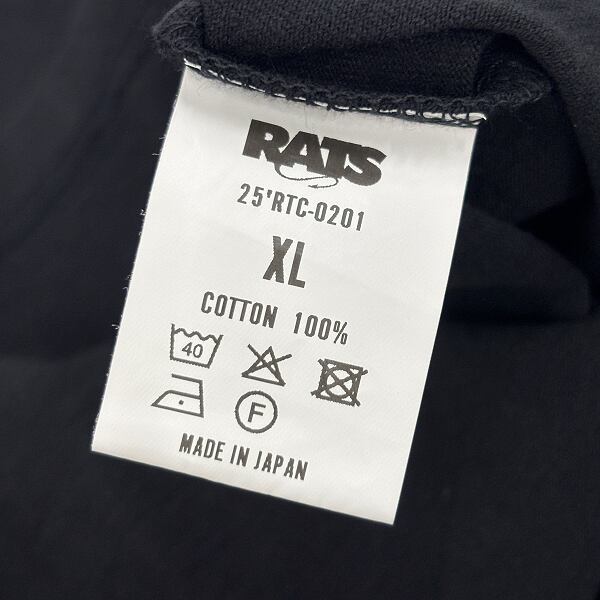 RATS
25'RTC-0201
XL
COTTON 100%
40
F
MADE IN JAPAN